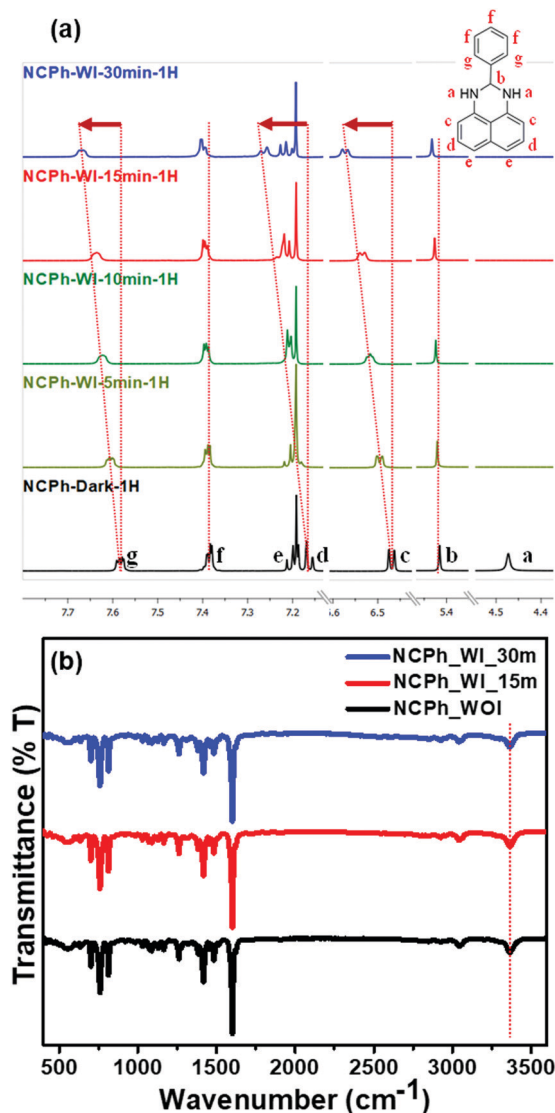 (a)
f
f f
g g
b
a HN NH a
c c
d d
e e
NCPh-WI-30min-1H
NCPh-WI-15min-1H
NCPh-WI-10min-1H
NCPh-WI-5min-1H
NCPh-Dark-1H
g f e d c b a
7.7 7.6 7.5 7.4 7.3 7.2 6.5 5.4 4.5 4.4
(b)
NCPh_WI_30m
NCPh_WI_15m
NCPh_WOI
Transmittance (% T)
500 1000 1500 2000 2500 3000 3500
Wavenumber (cm⁻¹)